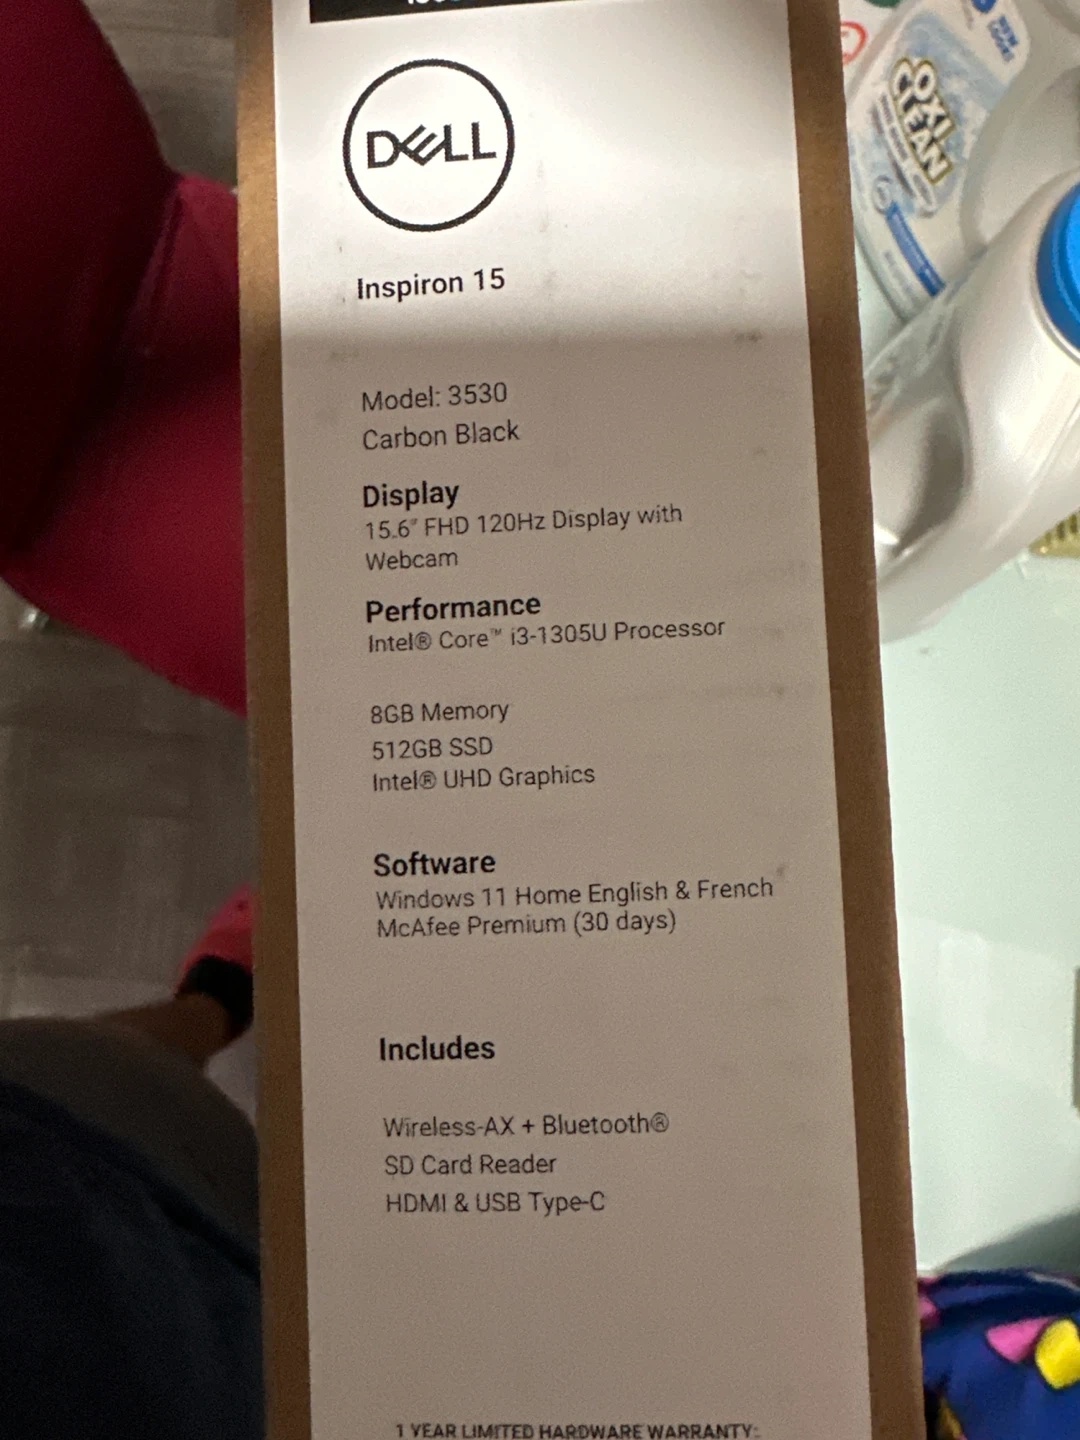 DELL
Inspiron 15
Model: 3530
Carbon Black
Display
15.6" FHD 120Hz Display with
Webcam
Performance
Intel® Core™ i3-1305U Processor
8GB Memory
512GB SSD
Intel® UHD Graphics
Software
Windows 11 Home English & French
McAfee Premium (30 days)
Includes
Wireless-AX + Bluetooth®
SD Card Reader
HDMI & USB Type-C
1 YEAR LIMITED HARDWARE WARRANTY:
OXI
CLEAN